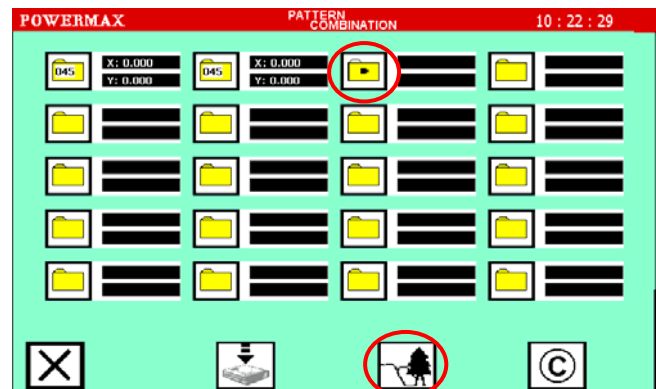 POWERMAX
PATTERN
COMBINATION
10 : 22 : 29
045
X: 0.000
Y: 0.000
045
X: 0.000
Y: 0.000
©